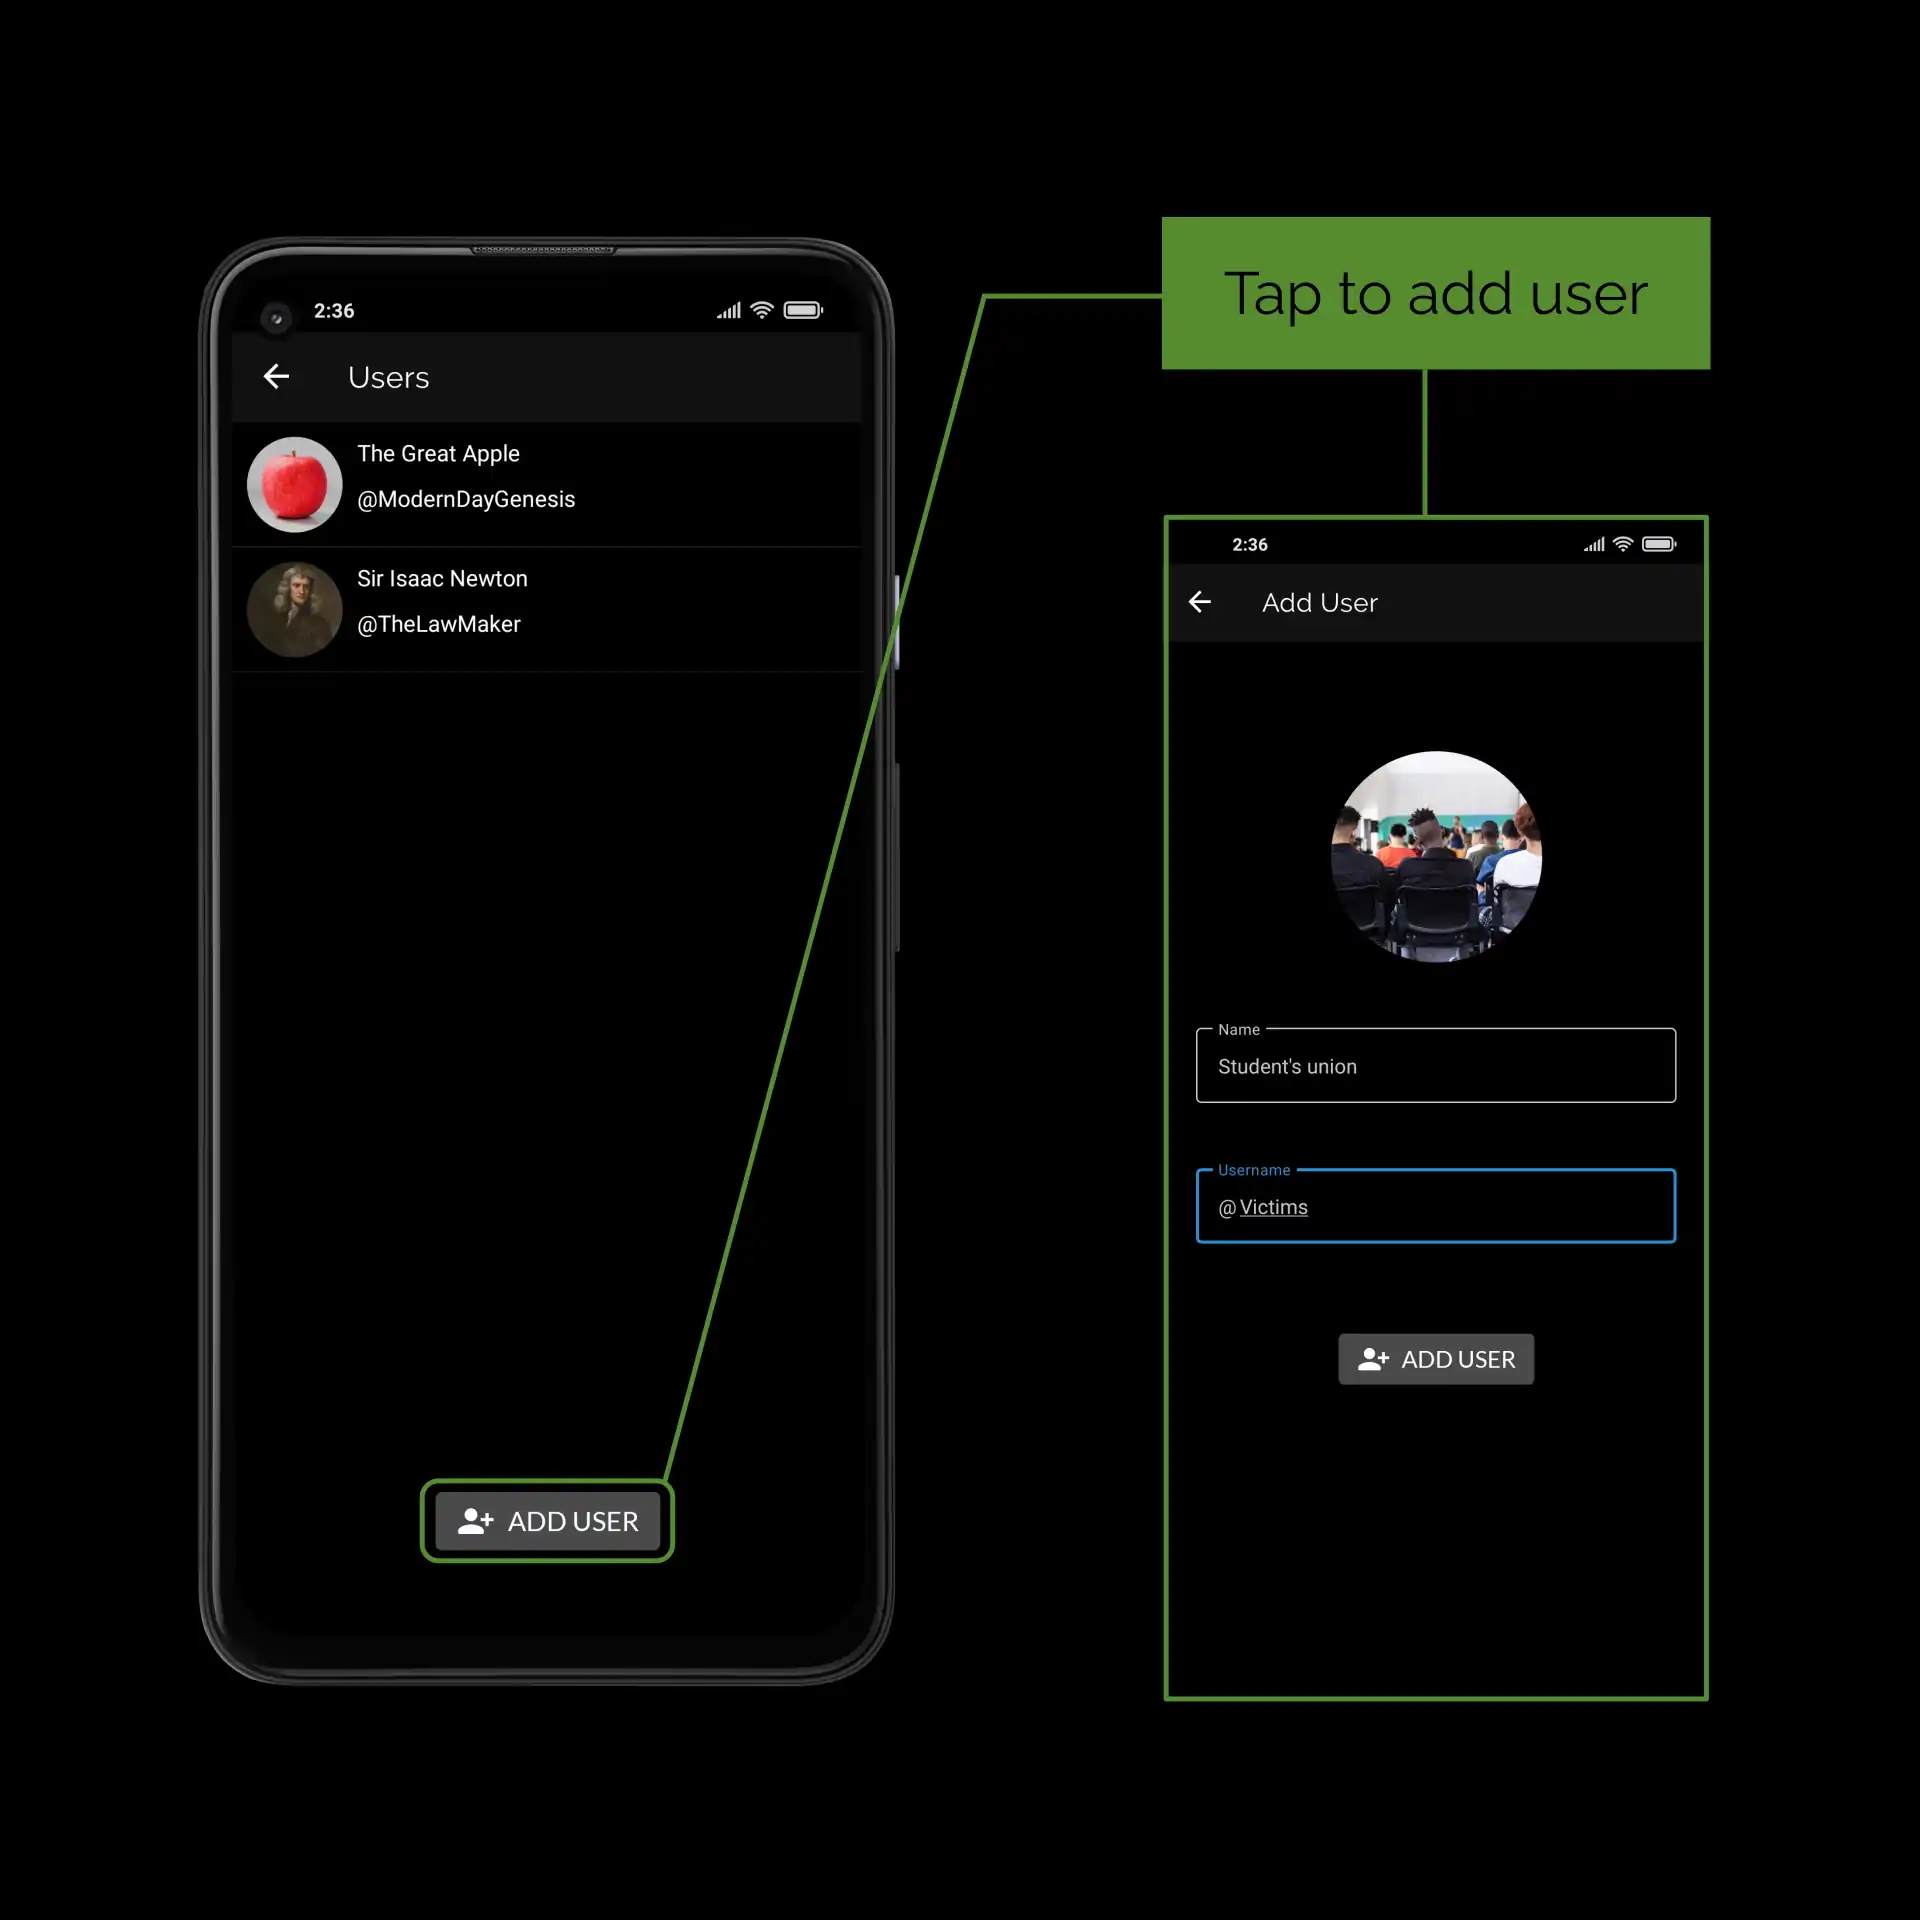 2:36
Users
The Great Apple
@ModernDayGenesis
Sir Isaac Newton
@TheLawMaker
ADD USER
Tap to add user
2:36
Add User
Name
Student's union
Username
@Victims
ADD USER